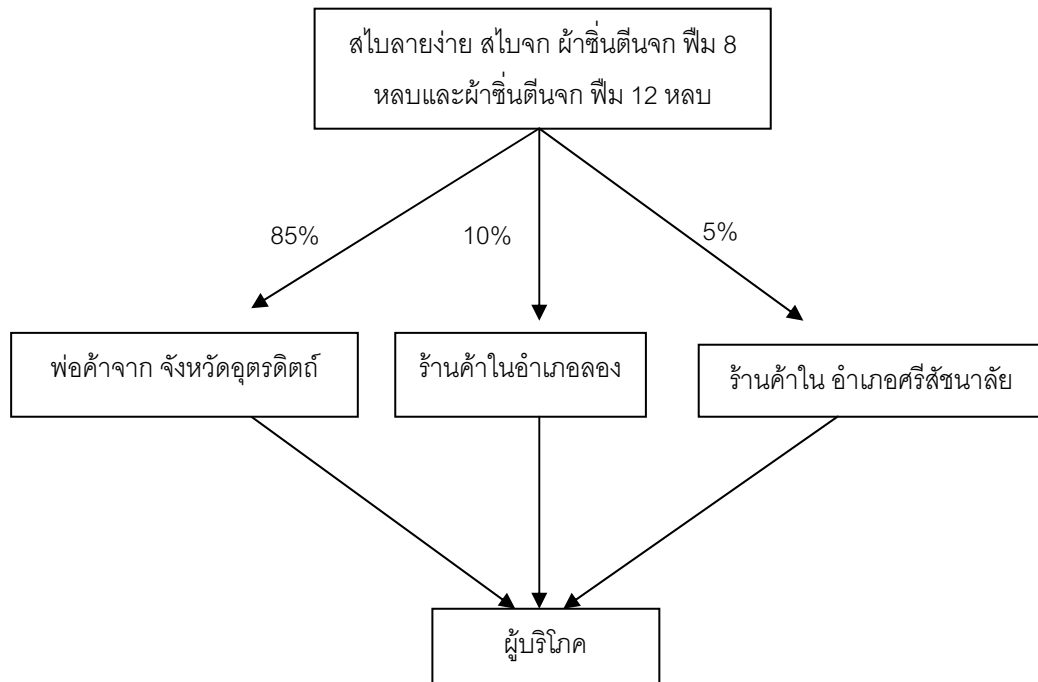 สไบลายง่าย สไบจก ผ้าซิ่นตีนจก ฟืม 8
หลบและผ้าซิ่นตีนจก ฟืม 12 หลบ
85%
10%
5%
พ่อค้าจาก จังหวัดอุตรดิตถ์
ร้านค้าในอำเภอลอง
ร้านค้าใน อำเภอศรีสัชนาลัย
ผู้บริโภค